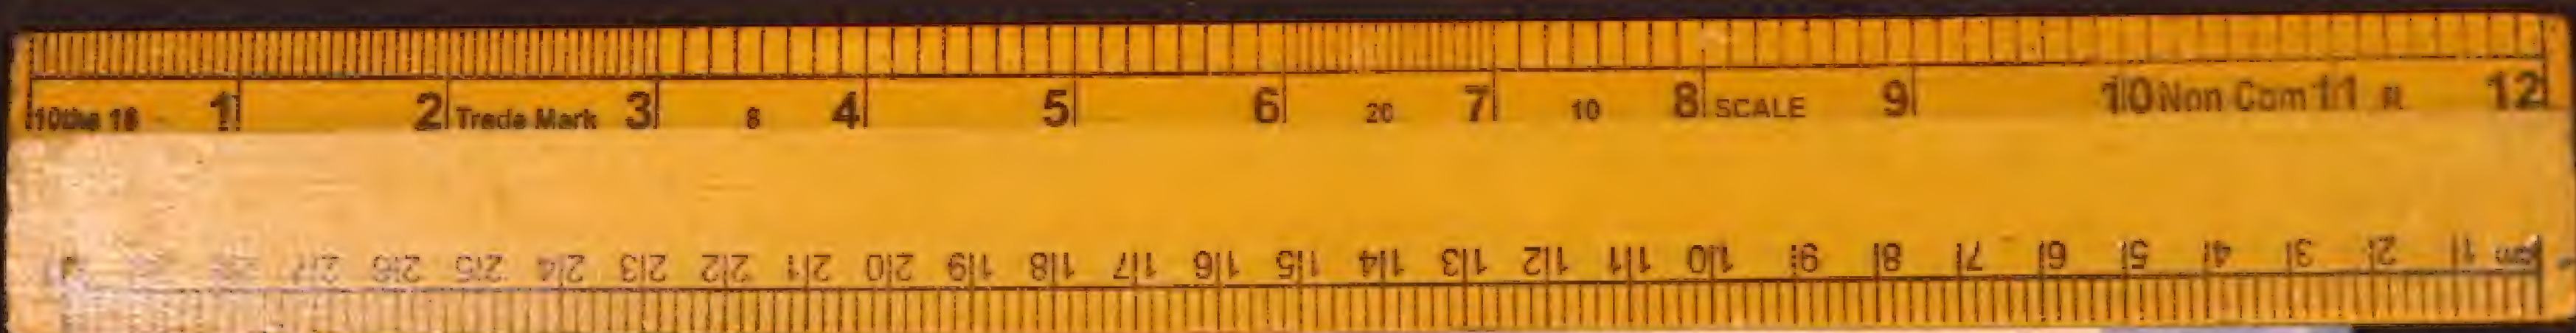 10ths 16 1 2 Trade Mark 3 8 4 5 6 20 7 10 8 SCALE 9 10 Non Com 11 12
27 26 25 24 23 22 21 20 19 18 17 16 15 14 13 12 11 10 9 8 7 6 5 4 3 2 1 cm